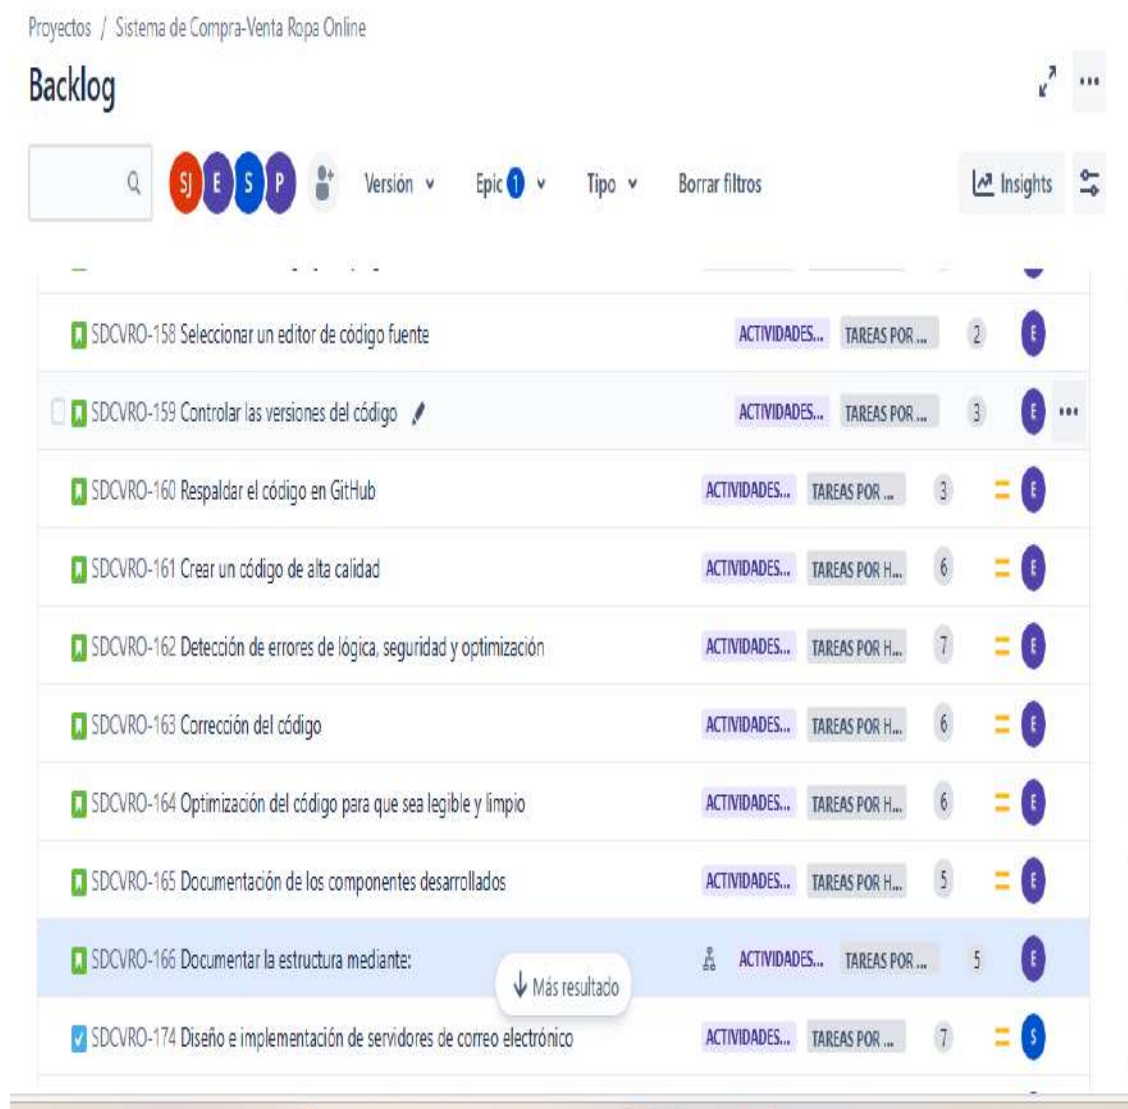 Proyectos / Sistema de Compra-Venta Ropa Online
Backlog
SJ E S P Versión Epic 1 Tipo Borrar filtros Insights
SDCVRO-158 Seleccionar un editor de código fuente ACTIVIDADES... TAREAS POR ... 2 E
SDCVRO-159 Controlar las versiones del código ACTIVIDADES... TAREAS POR ... 3 E
SDCVRO-160 Respaldar el código en GitHub ACTIVIDADES... TAREAS POR ... 3 E
SDCVRO-161 Crear un código de alta calidad ACTIVIDADES... TAREAS POR H... 6 E
SDCVRO-162 Detección de errores de lógica, seguridad y optimización ACTIVIDADES... TAREAS POR H... 7 E
SDCVRO-163 Corrección del código ACTIVIDADES... TAREAS POR H... 6 E
SDCVRO-164 Optimización del código para que sea legible y limpio ACTIVIDADES... TAREAS POR H... 6 E
SDCVRO-165 Documentación de los componentes desarrollados ACTIVIDADES... TAREAS POR H... 5 E
SDCVRO-166 Documentar la estructura mediante: ACTIVIDADES... TAREAS POR ... 5 E
Más resultado
SDCVRO-174 Diseño e implementación de servidores de correo electrónico ACTIVIDADES... TAREAS POR ... 7 S